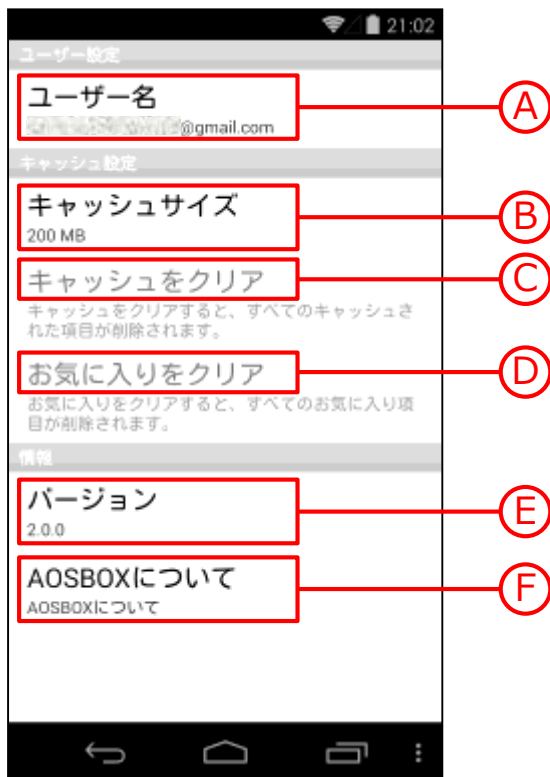 21:02
ユーザー設定
ユーザー名
@gmail.com
A
キャッシュ設定
キャッシュサイズ
200 MB
B
キャッシュをクリア
C
キャッシュをクリアすると、すべてのキャッシュさ
れた項目が削除されます。
お気に入りをクリア
D
お気に入りをクリアすると、すべてのお気に入り項
目が削除されます。
情報
バージョン
2.0.0
E
AOSBOXについて
AOSBOXについて
F